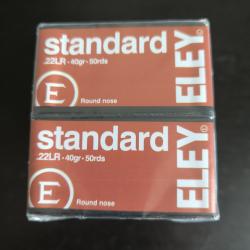 standard
.22LR · 40gr · 50rds
E
Round nose
ELEY
standard
.22LR · 40gr · 50rds
E
Round nose
ELEY